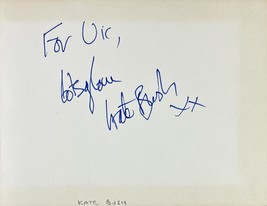 For Vic,
lots of love
Kate Bush
xx
KATE BUSH